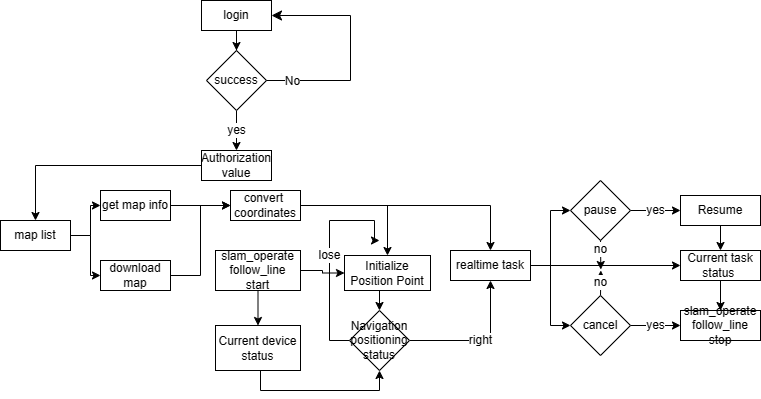 login
success
No
yes
Authorization
value
get map info
convert
coordinates
map list
download
map
slam_operate
follow_line
start
lose
Initialize
Position Point
realtime task
pause
yes
Resume
no
Current task
status
no
cancel
yes
slam_operate
follow_line
stop
Current device
status
Navigation
positioning
status
right